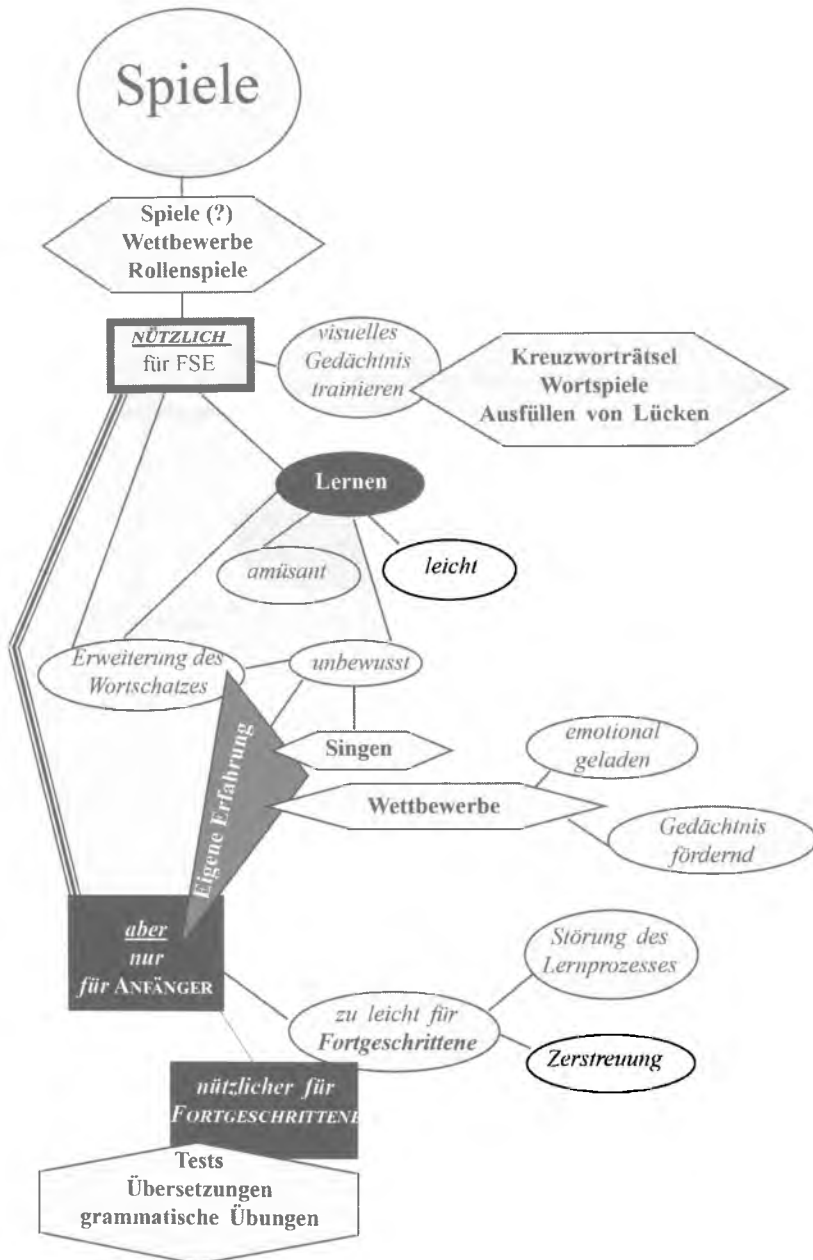 Spiele
Spiele (?)
Wettbewerbe
Rollenspiele
NÜTZLICH
für FSE
visuelles
Gedächtnis
trainieren
Kreuzworträtsel
Wortspiele
Ausfüllen von Lücken
Lernen
amüsant
leicht
Erweiterung des
Wortschatzes
unbewusst
Eigene Erfahrung
Singen
emotional
geladen
Wettbewerbe
Gedächtnis
fördernd
aber
nur
für ANFÄNGER
Störung des
Lernprozesses
zu leicht für
Fortgeschrittene
Zerstreuung
nützlicher für
FORTGESCHRITTENE
Tests
Übersetzungen
grammatische Übungen